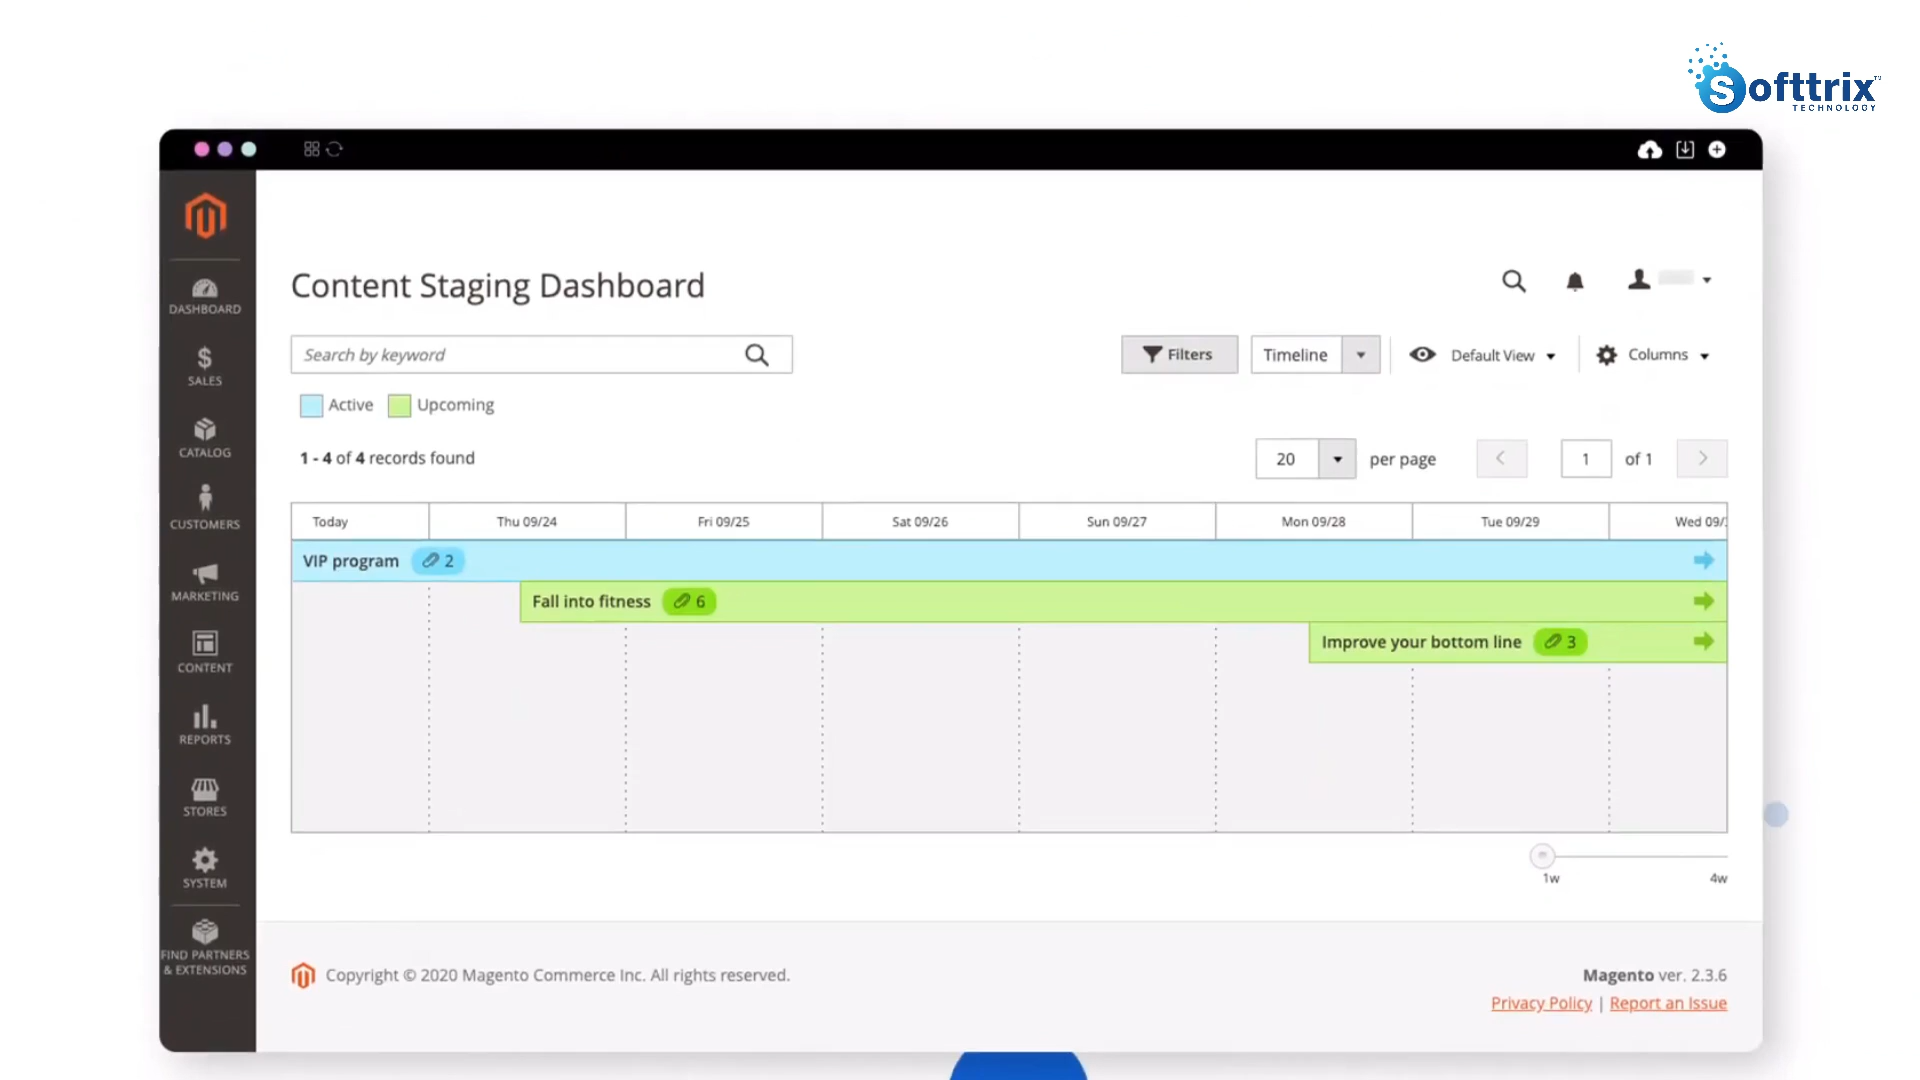 Softtrix™
TECHNOLOGY
DASHBOARD
SALES
CATALOG
CUSTOMERS
MARKETING
CONTENT
REPORTS
STORES
SYSTEM
FIND PARTNERS
& EXTENSIONS
Content Staging Dashboard
Search by keyword
Filters
Timeline
Default View
Columns
Active
Upcoming
1 - 4 of 4 records found
20
per page
1
of 1
Today
Thu 09/24
Fri 09/25
Sat 09/26
Sun 09/27
Mon 09/28
Tue 09/29
Wed 09/
VIP program 2
Fall into fitness 6
Improve your bottom line 3
1w
4w
Copyright © 2020 Magento Commerce Inc. All rights reserved.
Magento ver. 2.3.6
Privacy Policy | Report an Issue